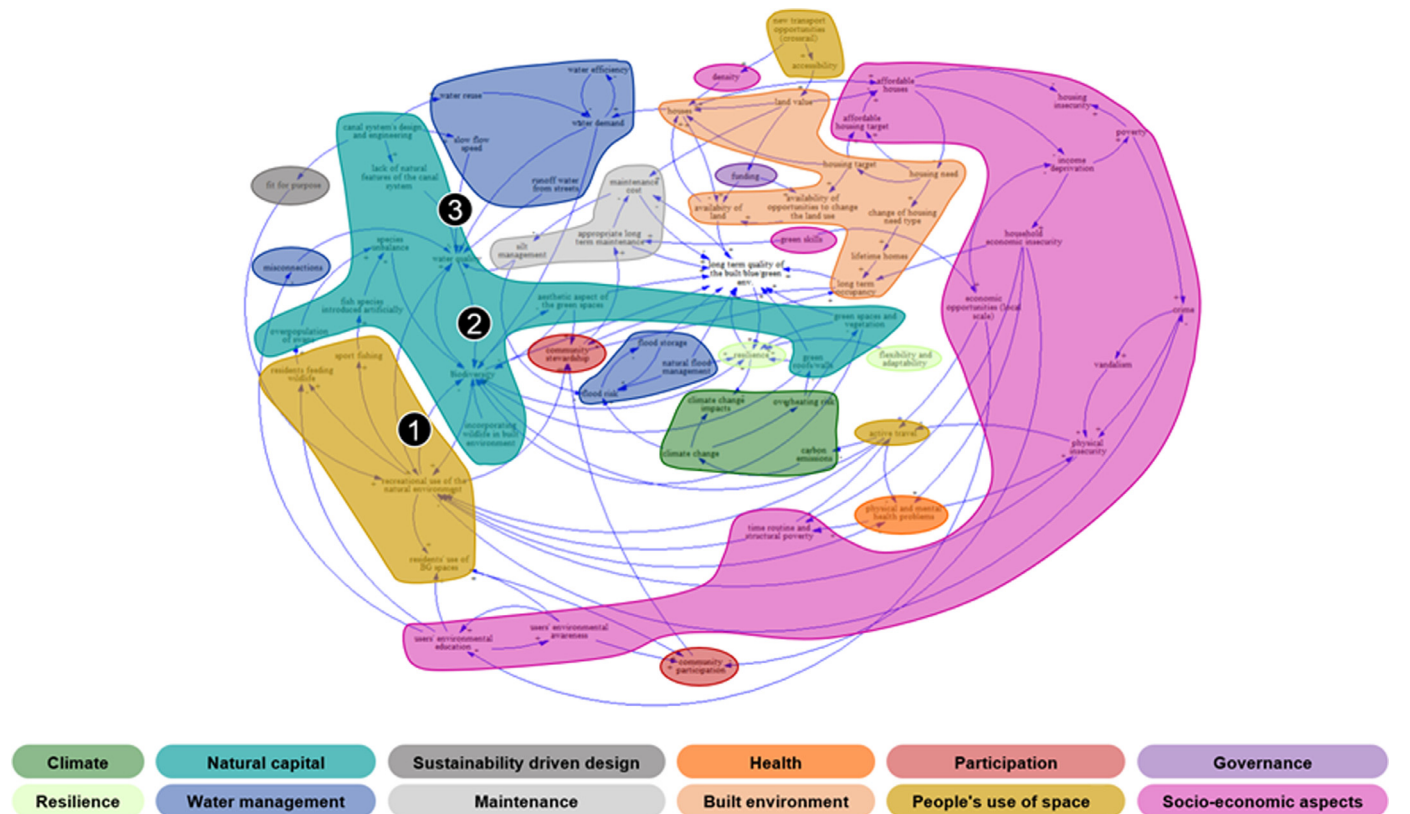 new transport
opportunities
(crossrail)
accessibility
density
water efficiency
water reuse
water demand
slow flow
speed
runoff water
from streets
canal system's design
and engineering
lack of natural
features of the canal
system
fit for purpose
3
maintenance
cost
appropriate long
term maintenance
silt
management
houses
land value
affordable
houses
affordable
housing target
housing
insecurity
poverty
income
deprivation
funding
housing target
housing need
availabity of
land
availability of
opportunities to change
the land use
change of housing
need type
green skills
lifetime homes
long term
occupancy
household
economic insecurity
species
unbalance
water quality
misconnections
long term quality of
the built blue/green
env.
fish species
introduced artificially
aesthetic aspect of
the green spaces
2
green spaces and
vegetation
economic
opportunities (local
scale)
crime
overpopulation
of swans
sport fishing
residents feeding
wildlife
community
stewardship
flood storage
natural flood
management
flood risk
resilience
green
roofs/walls
flexibility and
adaptability
vandalism
Biodiversity
1
incorporating
wildlife in built
environment
climate change
impacts
overheating risk
climate change
carbon
emissions
active travel
physical
insecurity
recreational use of the
natural environment
physical and mental
health problems
time routine and
structural poverty
residents' use of
BG spaces
users' environmental
education
users' environmental
awareness
community
participation
Climate
Natural capital
Sustainability driven design
Health
Participation
Governance
Resilience
Water management
Maintenance
Built environment
People's use of space
Socio-economic aspects